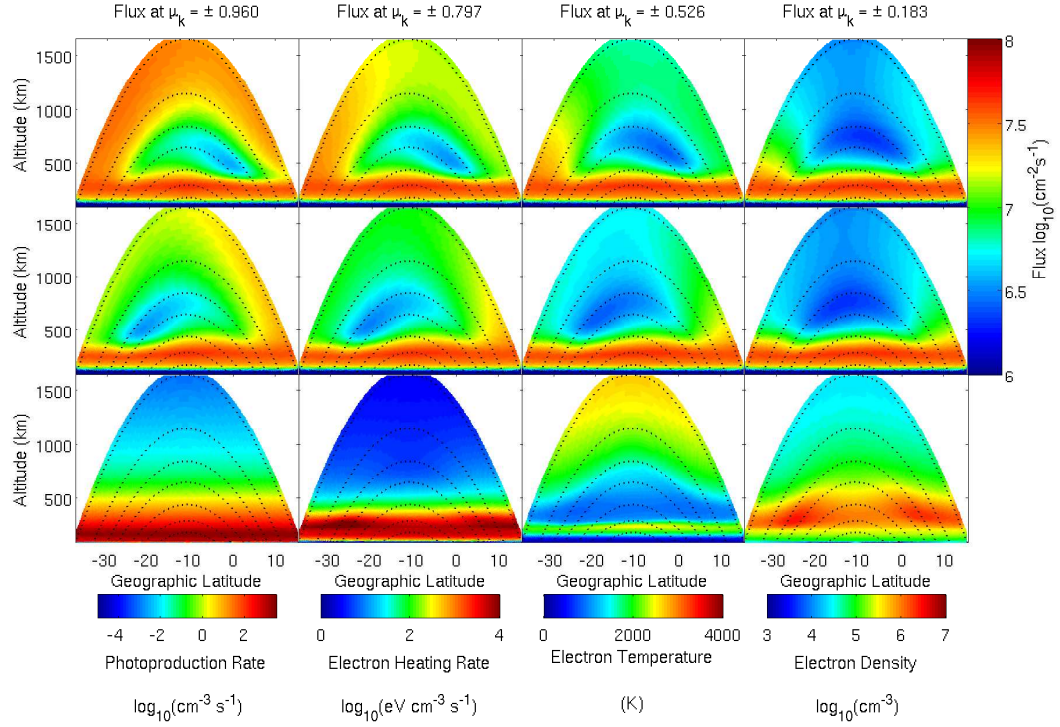 Flux at μk = ± 0.960
Flux at μk = ± 0.797
Flux at μk = ± 0.526
Flux at μk = ± 0.183
1500
1000
500
Altitude (km)
1500
1000
500
Altitude (km)
1500
1000
500
Altitude (km)
8
7.5
7
6.5
6
Flux log10(cm-2s-1)
-30 -20 -10 0 10
-30 -20 -10 0 10
-30 -20 -10 0 10
-30 -20 -10 0 10
Geographic Latitude
Geographic Latitude
Geographic Latitude
Geographic Latitude
-4 -2 0 2
0 2 4
0 2000 4000
3 4 5 6 7
Photoproduction Rate
Electron Heating Rate
Electron Temperature
Electron Density
log10(cm-3 s-1)
log10(eV cm-3 s-1)
(K)
log10(cm-3)